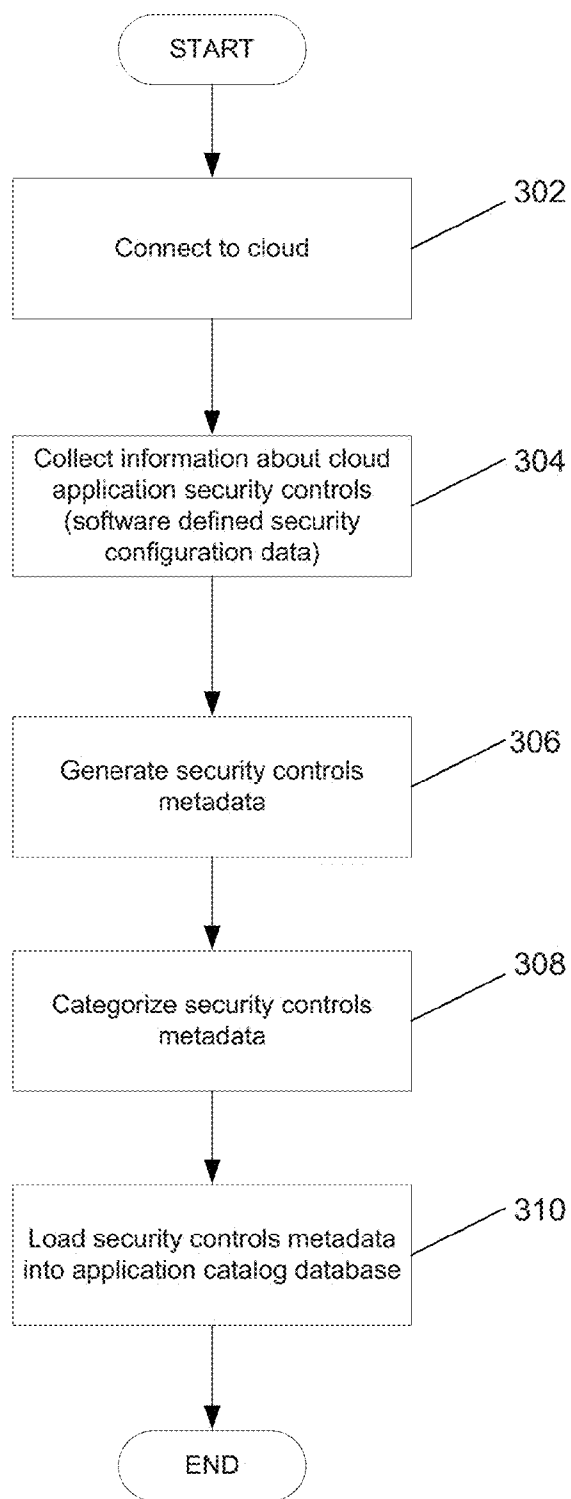 START
302
Connect to cloud
304
Collect information about cloud
application security controls
(software defined security
configuration data)
306
Generate security controls
metadata
308
Categorize security controls
metadata
310
Load security controls metadata
into application catalog database
END